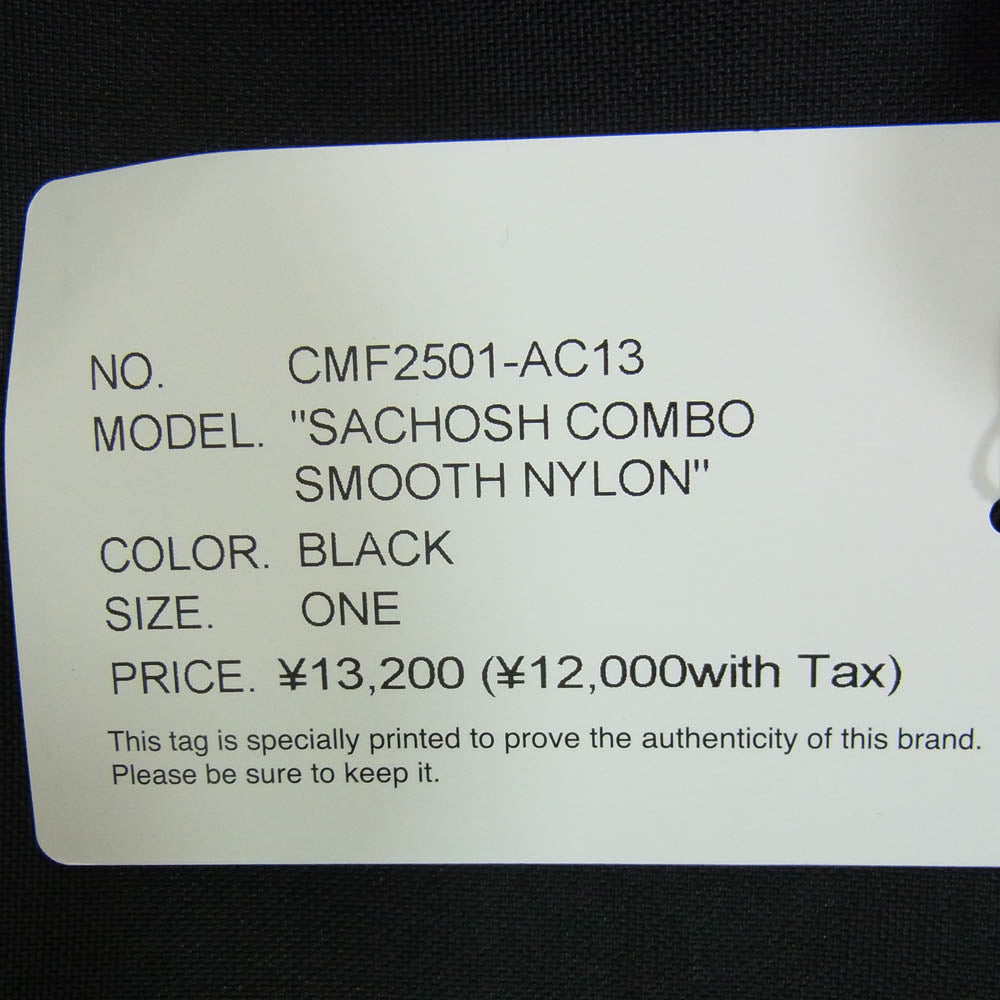 NO. CMF2501-AC13
MODEL. "SACHOSH COMBO
SMOOTH NYLON"
COLOR. BLACK
SIZE. ONE
PRICE. ¥13,200 (¥12,000with Tax)
This tag is specially printed to prove the authenticity of this brand.
Please be sure to keep it.